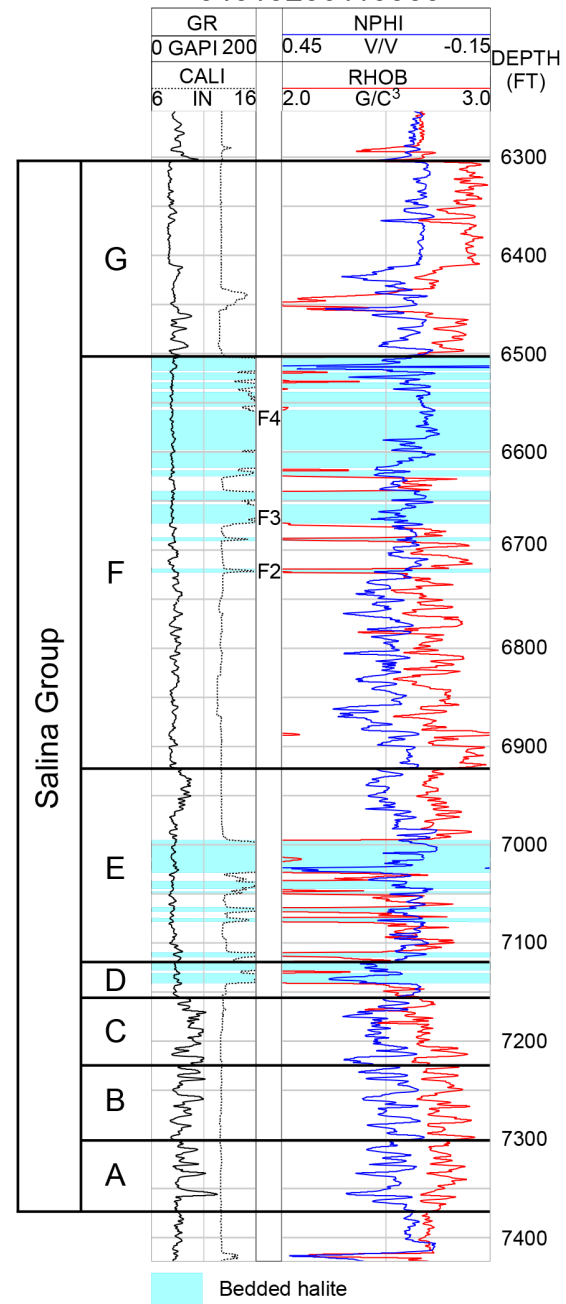 GR NPHI
0 GAPI 200 0.45 V/V -0.15
DEPTH
(FT)
CALI RHOB
6 IN 16 2.0 G/C³ 3.0
6300
G
6400
6500
F4
6600
F3
6700
F2
F
6800
Salina Group
6900
7000
E
7100
D
C
7200
B
7300
A
7400
Bedded halite